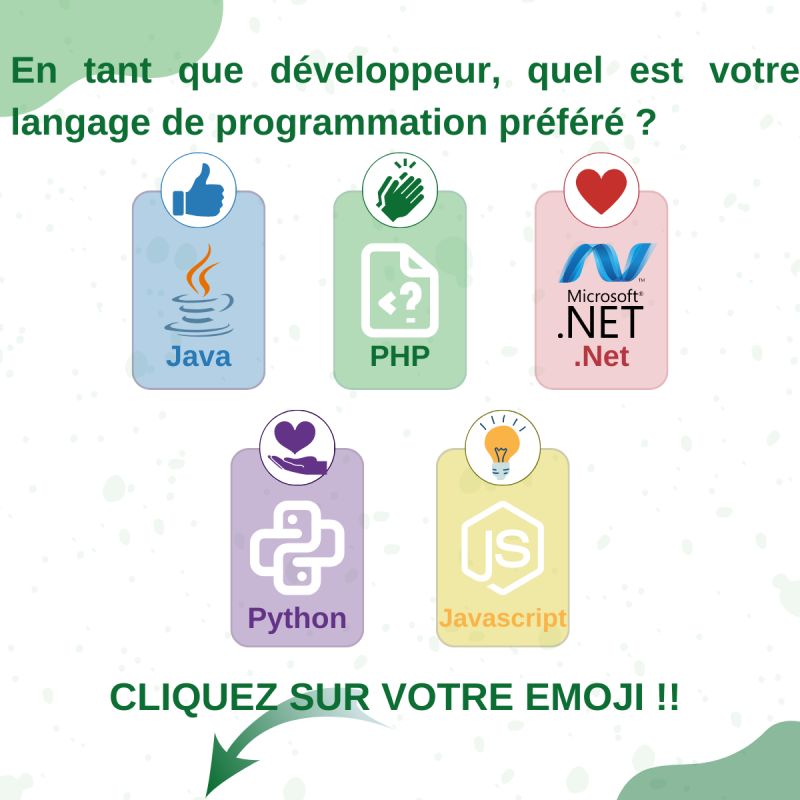 En tant que développeur, quel est votre
langage de programmation préféré ?
Java
<?
PHP
Microsoft®
.NET
.Net
Python
JS
Javascript
CLIQUEZ SUR VOTRE EMOJI !!